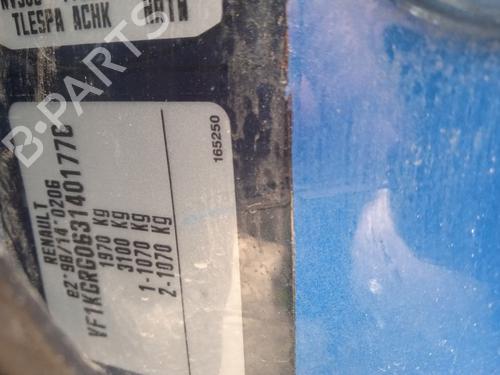 TLESPA ACHK
RENAULT
e2*98/14*0206
VF1KGRG063140177C
1970 Kg
3100 Kg
1-1070 Kg
2-1070 Kg
165250
B-PARTS